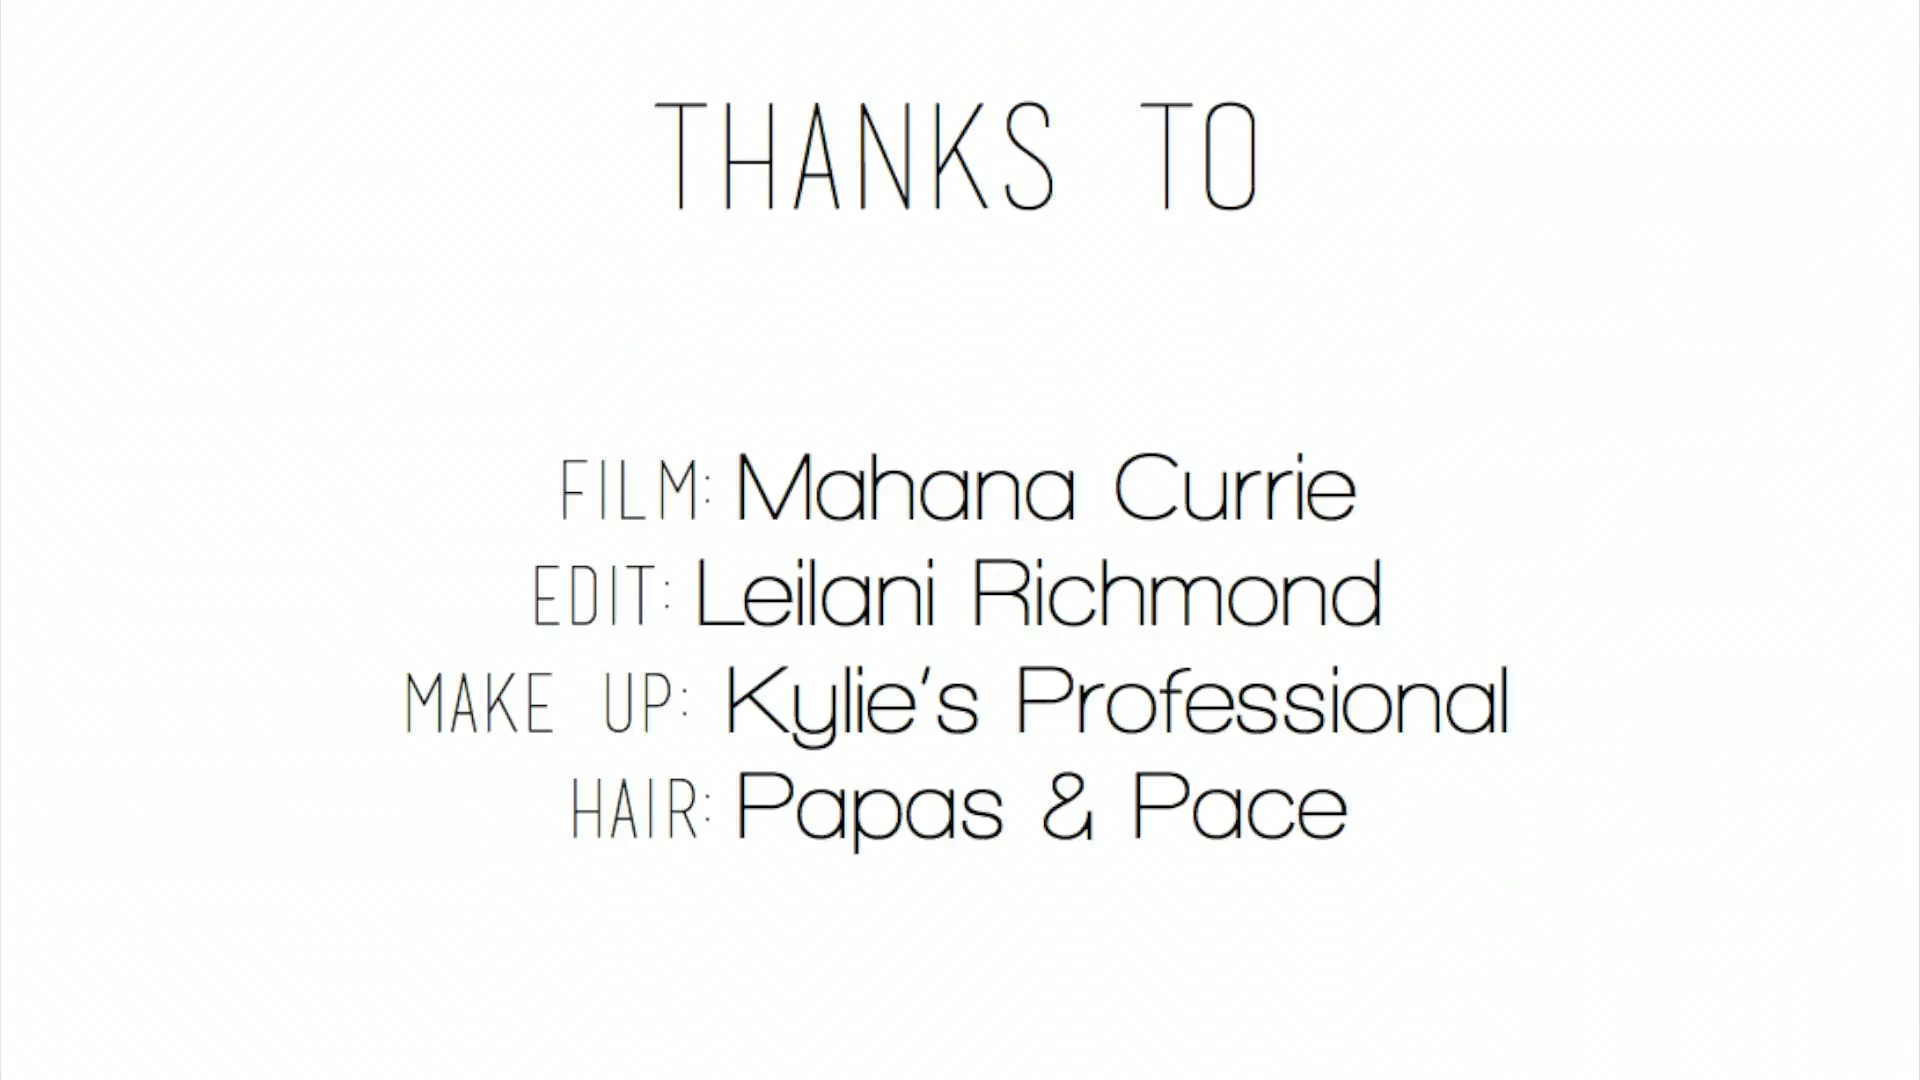 THANKS TO
FILM: Mahana Currie
EDIT: Leilani Richmond
MAKE UP: Kylie's Professional
HAIR: Papas & Pace